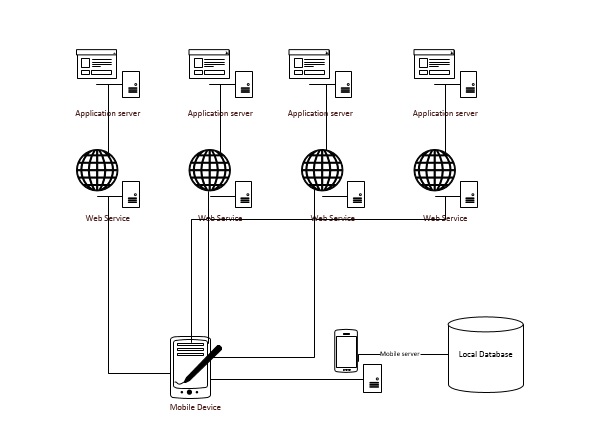 Application server
Application server
Application server
Application server
Web Service
Web Service
Web Service
Web Service
Mobile server
Local Database
Mobile Device